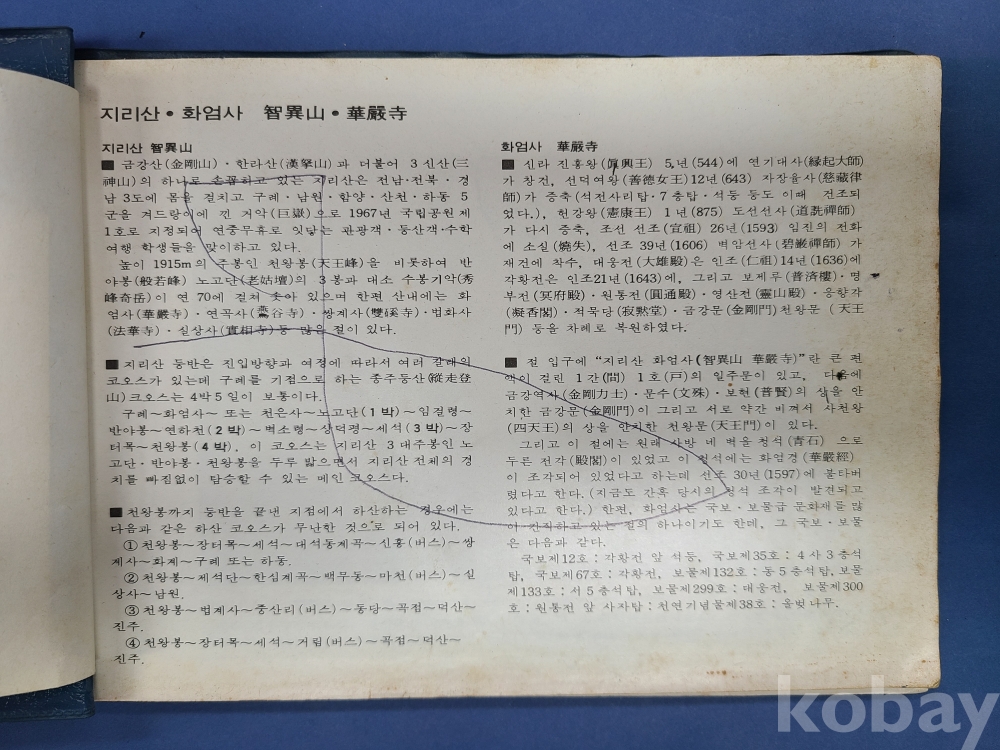 지리산 • 화엄사 智異山 • 華嚴寺
지리산 智異山
■ 금강산(金剛山) · 한라산(漢拏山)과 더불어 3신산(三
神山)의 하나로 손꼽하고 있는 지리산은 전남·전북·경
남 3도에 몸을 걸치고 구례·남원·함양·산천·하동 5
군을 겨드랑이에 낀 거악(巨嶽)으로 1967년 국립공원 제
1호로 지정되어 연중무휴로 잇닿는 관광객·등산객·수학
여행 학생들을 맞이하고 있다.
높이 1915m의 주봉인 천왕봉(天王峰)을 비롯하여 반
야봉(般若峰) 노고단(老姑壇)의 3봉과 대소 수봉기악(秀
峰奇岳)이 연 70에 걸쳐 솟아 있으며 한편 산내에는 화
엄사(華嚴寺)·연곡사(鷰谷寺)·쌍계사(雙磎寺)·법화사
(法華寺)·실상사(實相寺)등 많은 절이 있다.
■ 지리산 등반은 진입방향과 여정에 따라서 여러 갈래의
코오스가 있는데 구례를 기점으로 하는 종주등산(縱走登
山)크오스는 4박 5일이 보통이다.
구례~화엄사~ 또는 천은사~노고단(1박)~임걸령~
반야봉~연하천(2박)~벽소령~상덕평~세석(3박)~장
터목~천왕봉(4박). 이 코오스는 지리산 3대주봉인 노
고단·반야봉·천왕봉을 두루 밟으면서 지리산 전체의 경
치를 빠짐없이 탐승할 수 있는 메인 코오스다.
■ 천왕봉까지 등반을 끝낸 지점에서 하산하는 경우에는
다음과 같은 하산 코오스가 무난한 것으로 되어 있다.
①천왕봉~장터목~세석~대석동계곡~신흥(버스)~쌍
계사~화계~구례 또는 하동.
②천왕봉~제석단~한심계곡~백무동~마천(버스)~실
상사~남원.
③천왕봉~법계사~중산리(버스)~동당~곡점~덕산~
진주.
④천왕봉~장터목~세석~거림(버스)~곡점~덕산~
진주.
화엄사 華嚴寺
■ 신라 진흥왕(眞興王) 5년(544)에 연기대사(緣起大師)
가 창건, 선덕여왕(善德女王)12년(643) 자장율사(慈藏律
師)가 증축(석전사리탑·7층탑·석등 등도 이때 건조되
었다.), 헌강왕(憲康王) 1년(875) 도선선사(道詵禪師)
가 다시 증축, 조선 선조(宣祖) 26년(1593) 임진의 전화
에 소실(燒失), 선조 39년(1606) 벽암선사(碧巖禪師)가
재건에 착수, 대웅전(大雄殿)은 인조(仁祖)14년(1636)에
각황전은 인조21년(1643)에, 그리고 보제루(普済樓)·명
부전(冥府殿)·원통전(圓通殿)·영산전(靈山殿)·응향각
(凝香閣)·적묵당(寂黙堂)·금강문(金剛門)천왕문 (天王
門) 등을 차례로 복원하였다.
■ 절 입구에 “지리산 화엄사(智異山 華嚴寺)”란 큰 편
액이 걸린 1간(間) 1호(戸)의 일주문이 있고, 다음에
금강역사(金剛力士)·문수(文殊)·보현(普賢)의 상을 안
치한 금강문(金剛門)이 그리고 서로 약간 비껴서 사천왕
(四天王)의 상을 안치한 천왕문(天王門)이 있다.
그리고 이 절에는 원래 사방 네 벽을 청석(青石) 으로
두른 전각(殿閣)이 있었고 이 청석에는 화엄경(華嚴經)
이 조각되어 있었다고 하는데 선조 30년(1597)에 불타버
렸다고 한다.(지금도 간혹 당시의 청석 조각이 발견되고
있다고 한다.) 한편, 화엄사는 국보·보물급 문화재를 많
이 간직하고 있는 절의 하나이기도 한데, 그 국보·보물
은 다음과 같다.
국보제12호 : 각황전 앞 석등, 국보제35호 : 4사 3층석
탑, 국보제67호 : 각황전, 보물제132호 : 동5층석탑, 보물
제133호 : 서5층석탑, 보물제299호 : 대웅전, 보물제300
호 : 원통전 앞 사자탑 : 천연기념물제38호 : 올벚나무.
kobay